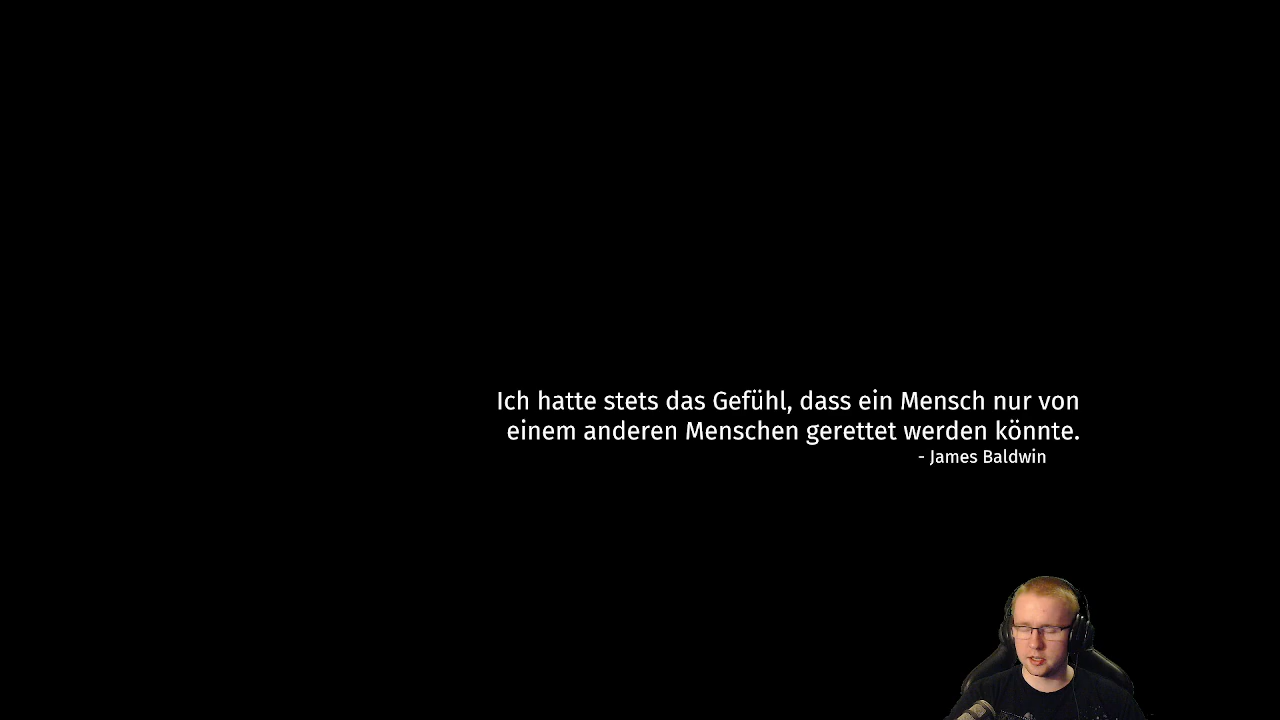 Ich hatte stets das Gefühl, dass ein Mensch nur von
einem anderen Menschen gerettet werden könnte.
- James Baldwin